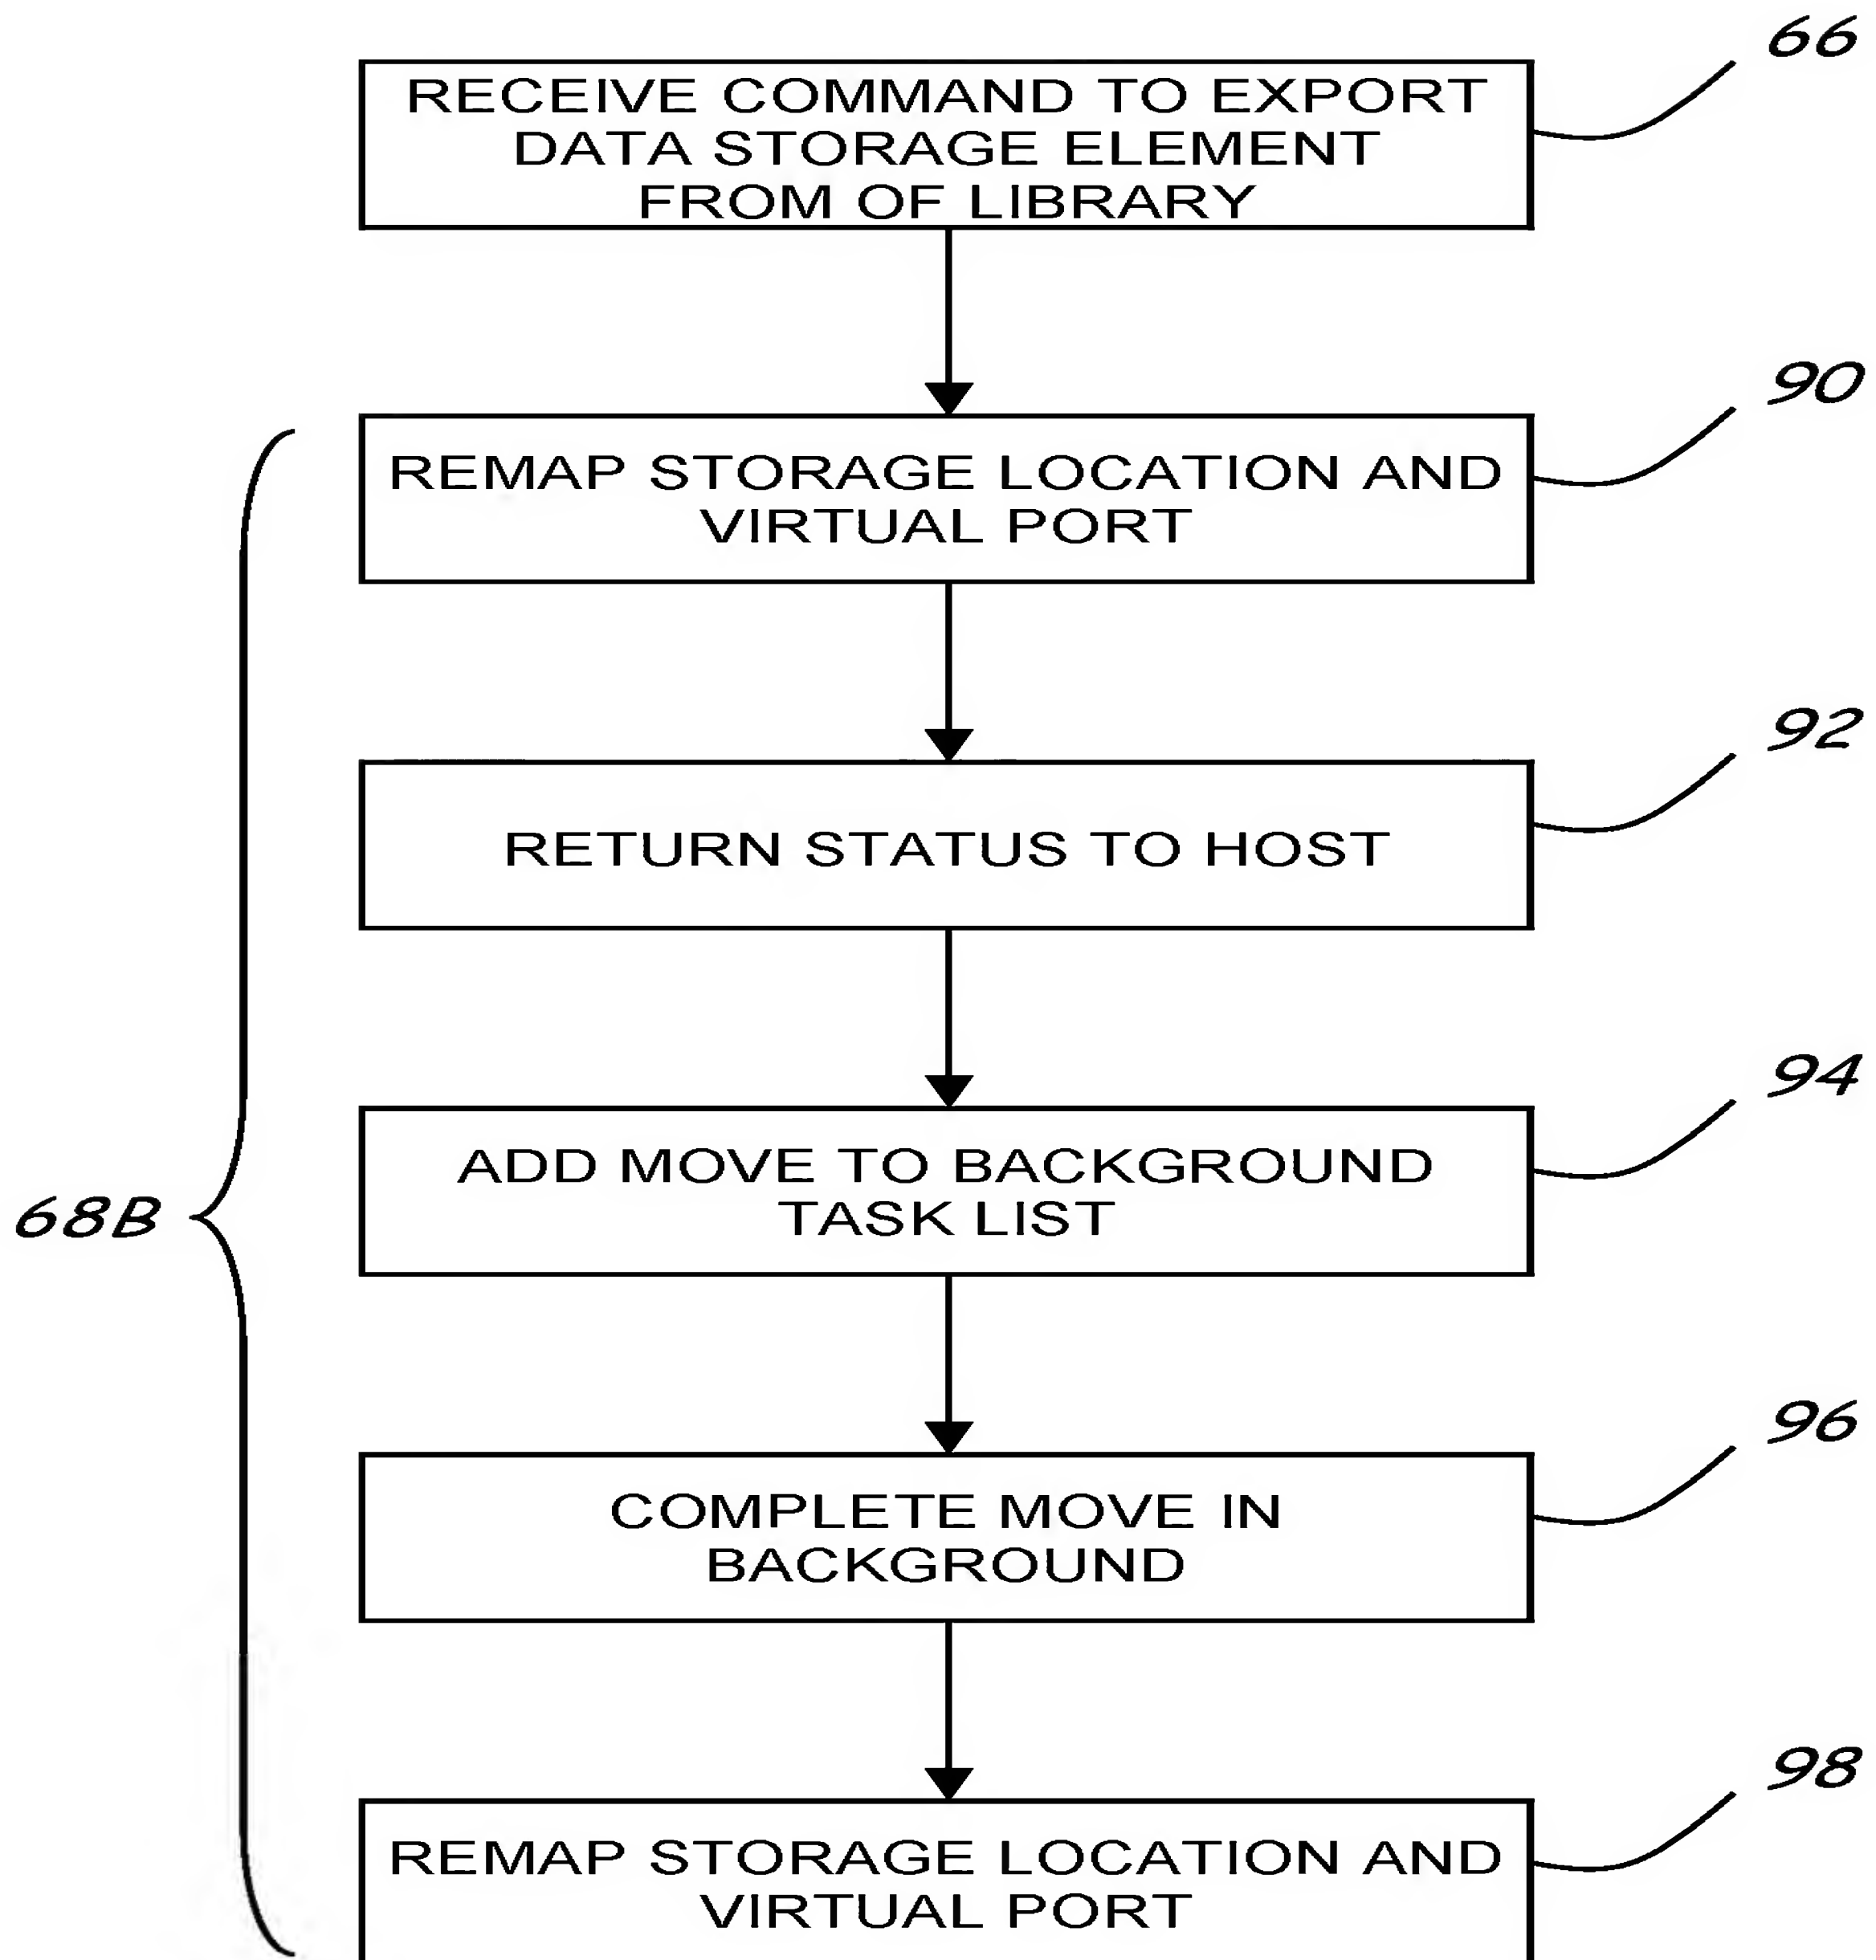 66
RECEIVE COMMAND TO EXPORT
DATA STORAGE ELEMENT
FROM OF LIBRARY
90
REMAP STORAGE LOCATION AND
VIRTUAL PORT
92
RETURN STATUS TO HOST
94
ADD MOVE TO BACKGROUND
TASK LIST
68B
96
COMPLETE MOVE IN
BACKGROUND
98
REMAP STORAGE LOCATION AND
VIRTUAL PORT